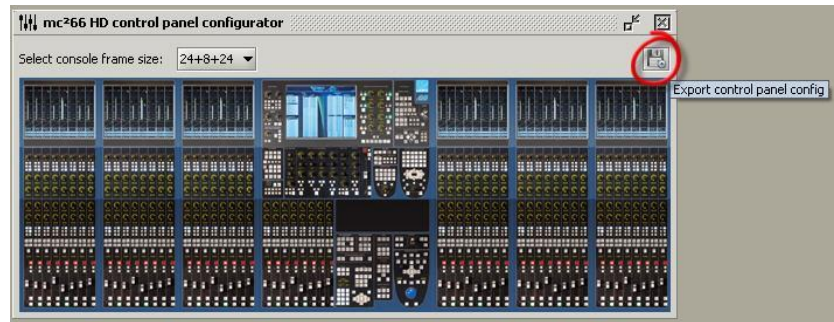 mc²66 HD control panel configurator
Select console frame size: 24+8+24
Export control panel config